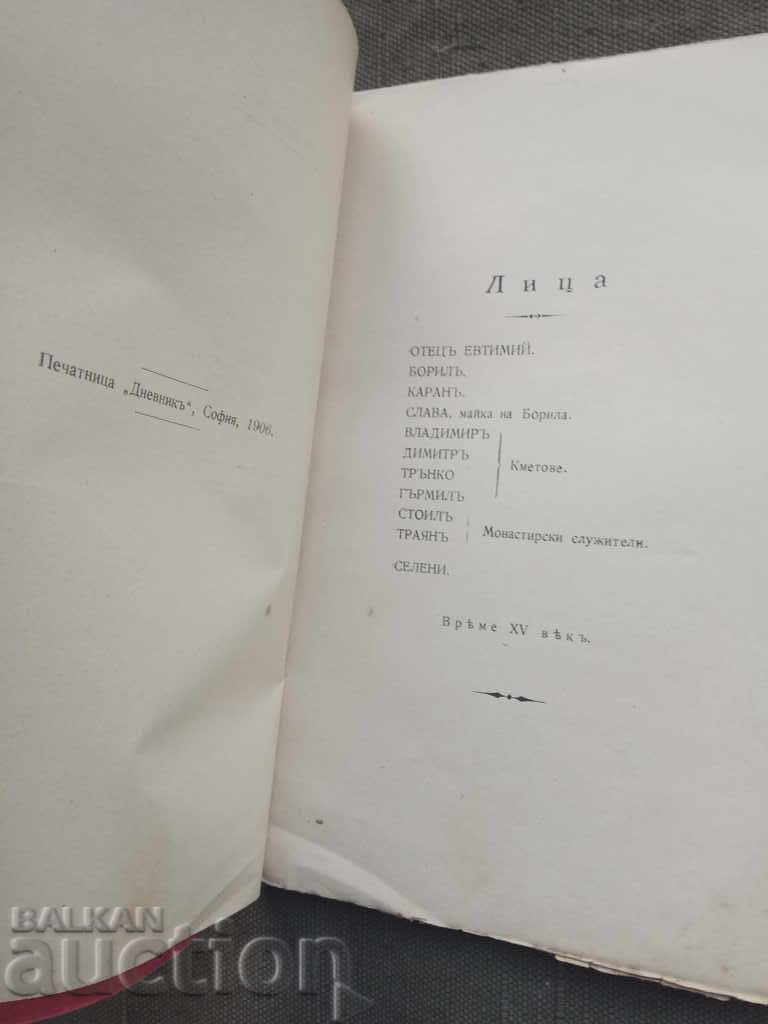 Печатница „Дневникъ“, София, 1906.
Лица
ОТЕЦЪ ЕВТИМИЙ.
БОРИЛЪ.
КАРАНЪ.
СЛАВА, майка на Борила.
ВЛАДИМИРЪ
ДИМИТРЪ
ТРЪНКО
ГЪРМИЛЪ
Кметове.
СТОИЛЪ
ТРАЯНЪ
Монастирски служители.
СЕЛЕНИ.
Врѣме XV вѣкъ.
BALKAN
auction